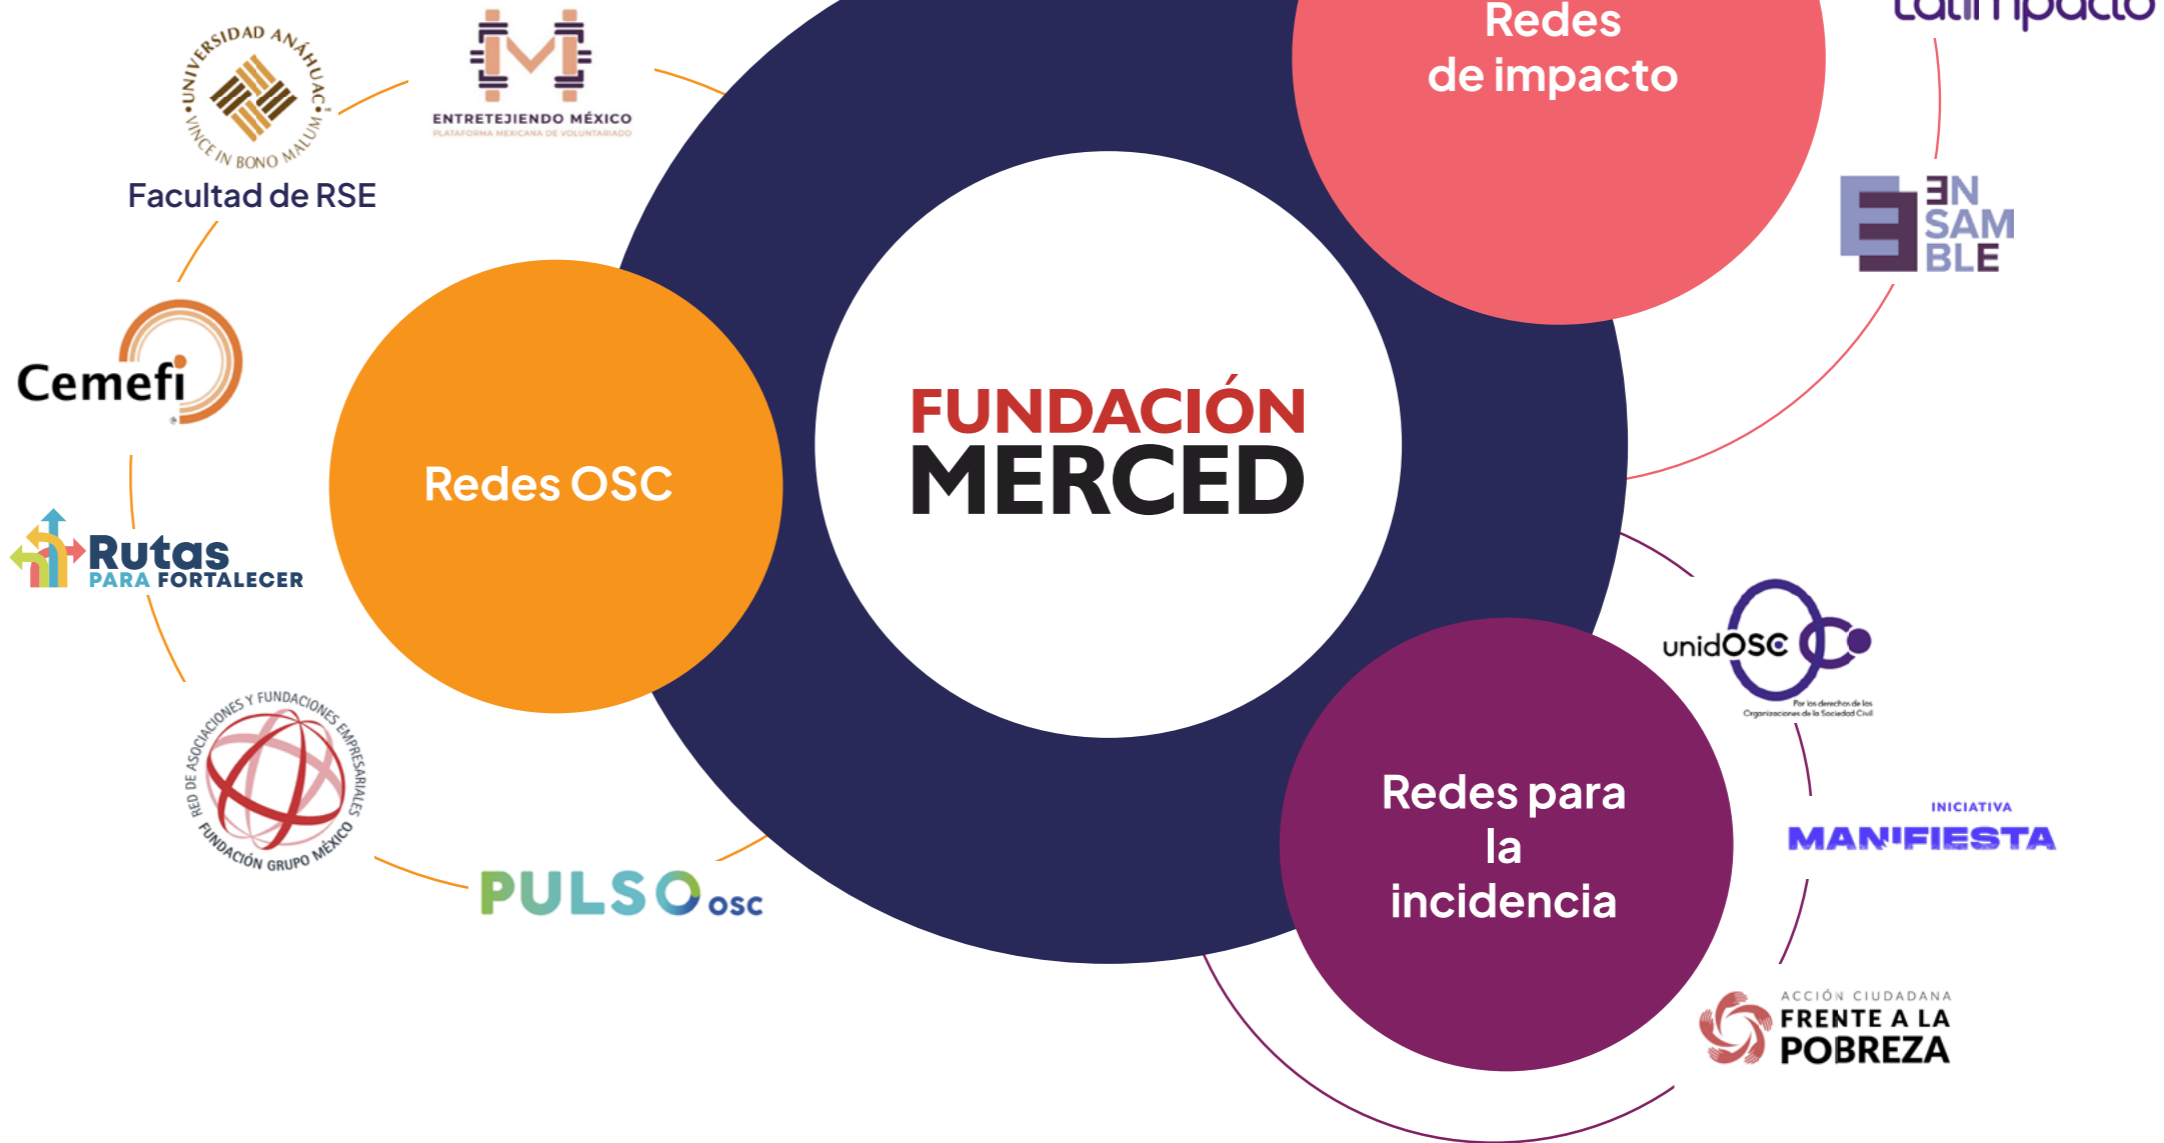 Redes
de impacto
Latimpacto
UNIVERSIDAD ANÁHUAC
VINCE IN BONO MALUM
Facultad de RSE
ENTRETEJIENDO MÉXICO
PLATAFORMA MEXICANA DE VOLUNTARIADO
EN
SAM
BLE
Cemefi
FUNDACIÓN
MERCED
Redes OSC
Rutas
PARA FORTALECER
unidOSC
Por los derechos de las
Organizaciones de la Sociedad Civil
RED DE ASOCIACIONES Y FUNDACIONES EMPRESARIALES
FUNDACIÓN GRUPO MÉXICO
PULSO osc
Redes para
la
incidencia
INICIATIVA
MANIFIESTA
ACCIÓN CIUDADANA
FRENTE A LA
POBREZA